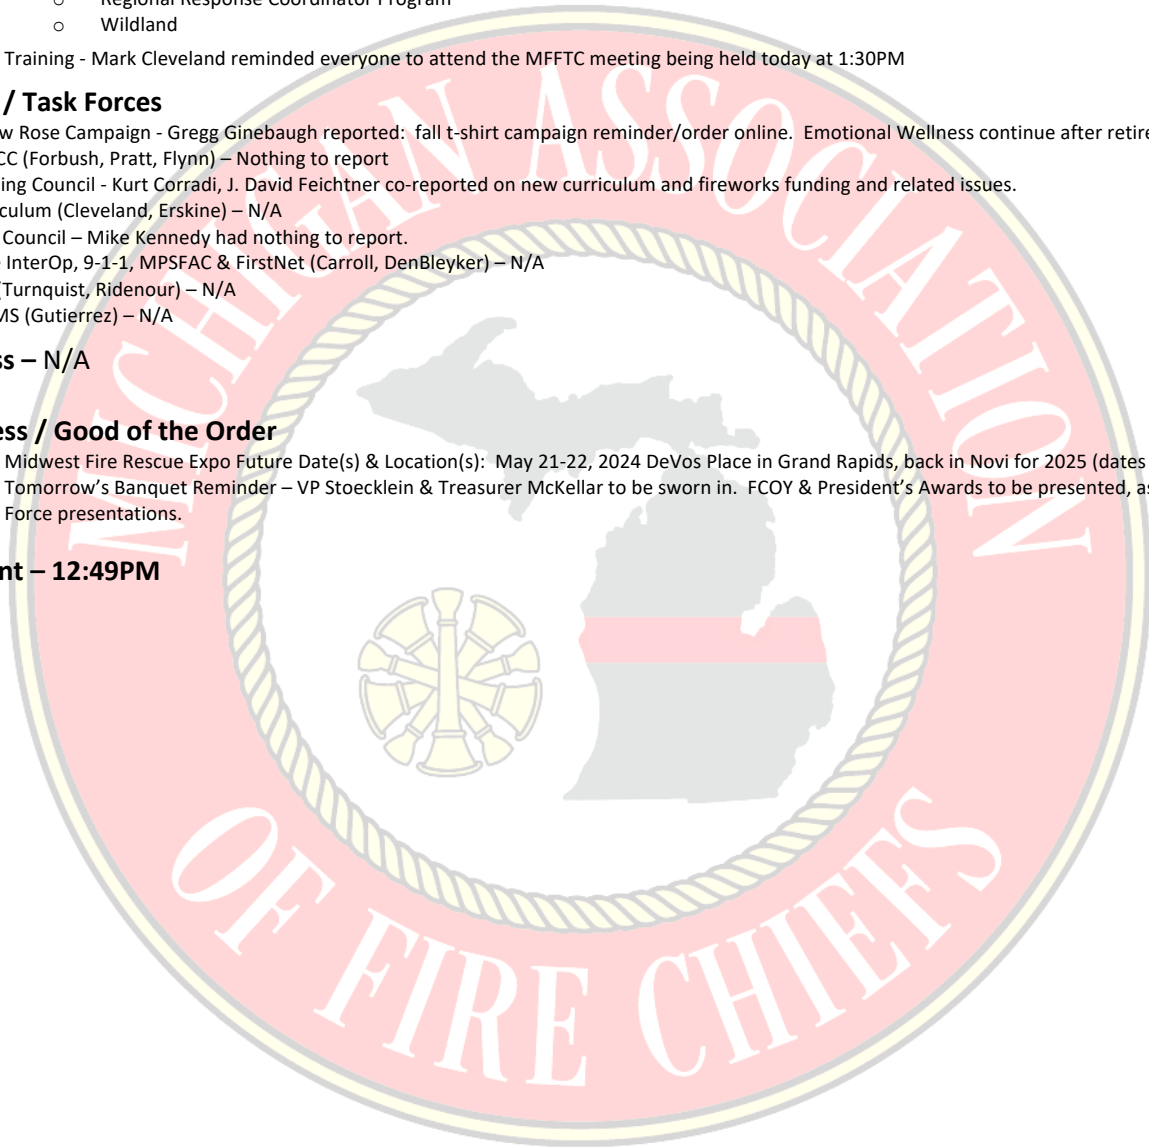 o Regional Response Coordinator Program
o Wildland
Training - Mark Cleveland reminded everyone to attend the MFFTC meeting being held today at 1:30PM
/ Task Forces
w Rose Campaign - Gregg Ginebaugh reported: fall t-shirt campaign reminder/order online. Emotional Wellness continue after retire
CC (Forbush, Pratt, Flynn) – Nothing to report
ing Council - Kurt Corradi, J. David Feichtner co-reported on new curriculum and fireworks funding and related issues.
culum (Cleveland, Erskine) – N/A
Council – Mike Kennedy had nothing to report.
e InterOp, 9-1-1, MPSFAC & FirstNet (Carroll, DenBleyker) – N/A
(Turnquist, Ridenour) – N/A
MS (Gutierrez) – N/A
ss – N/A
ess / Good of the Order
Midwest Fire Rescue Expo Future Date(s) & Location(s): May 21-22, 2024 DeVos Place in Grand Rapids, back in Novi for 2025 (dates
Tomorrow's Banquet Reminder – VP Stoecklein & Treasurer McKellar to be sworn in. FCOY & President's Awards to be presented, as
Force presentations.
nt – 12:49PM
MICHIGAN ASSOCIATION
OF FIRE CHIEFS